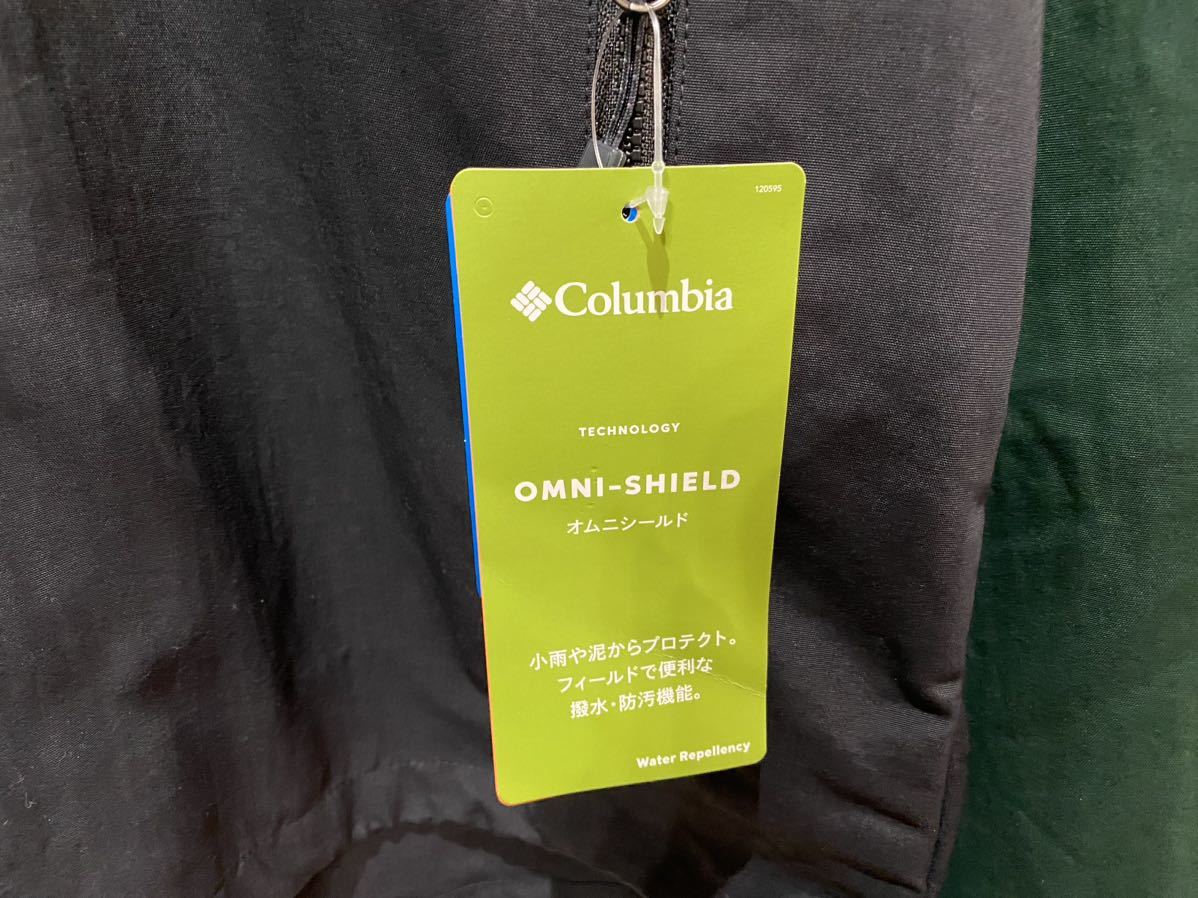 120595
Columbia
TECHNOLOGY
OMNI-SHIELD
オムニシールド
小雨や泥からプロテクト。
フィールドで便利な
撥水・防汚機能。
Water Repellency